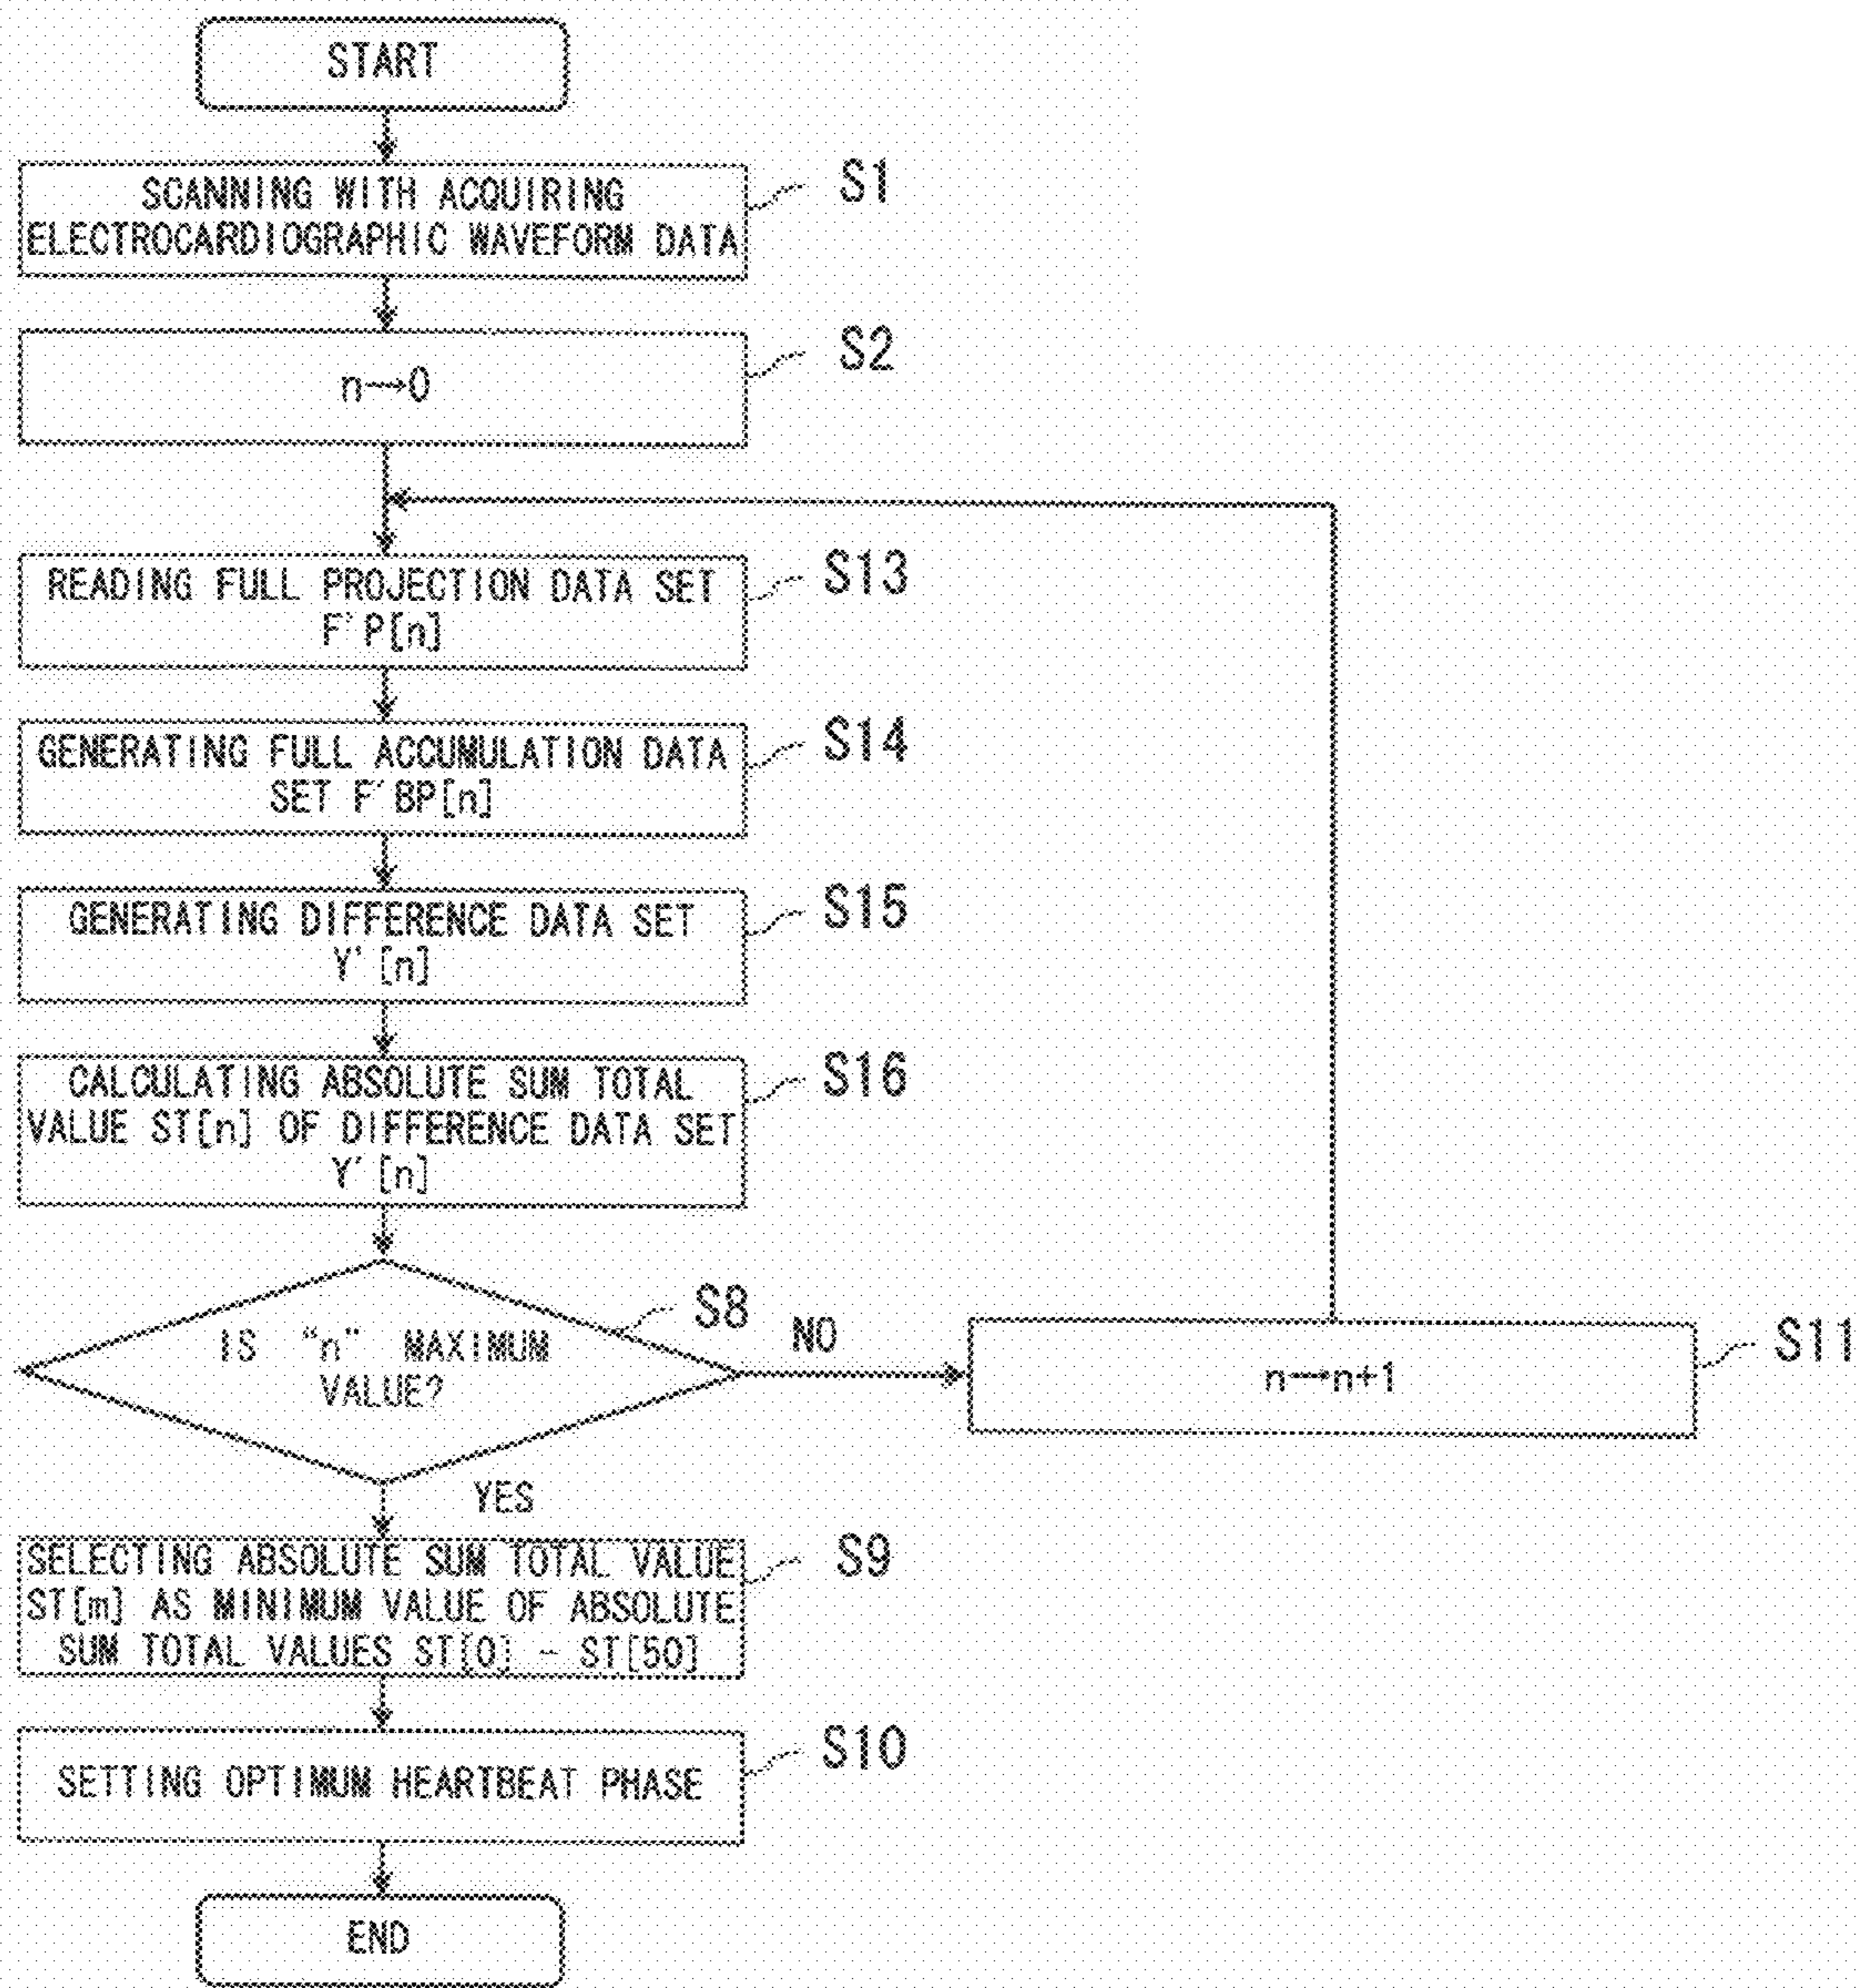 START
SCANNING WITH ACQUIRING
ELECTROCARDIOGRAPHIC WAVEFORM DATA
S1
n→0
S2
READING FULL PROJECTION DATA SET
F'P[n]
S13
GENERATING FULL ACCUMULATION DATA
SET F'BP[n]
S14
GENERATING DIFFERENCE DATA SET
Y'[n]
S15
CALCULATING ABSOLUTE SUM TOTAL
VALUE ST[n] OF DIFFERENCE DATA SET
Y'[n]
S16
IS "n" MAXIMUM
VALUE?
S8
NO
n→n+1
S11
YES
SELECTING ABSOLUTE SUM TOTAL VALUE
ST[m] AS MINIMUM VALUE OF ABSOLUTE
SUM TOTAL VALUES ST[0] - ST[50]
S9
SETTING OPTIMUM HEARTBEAT PHASE
S10
END